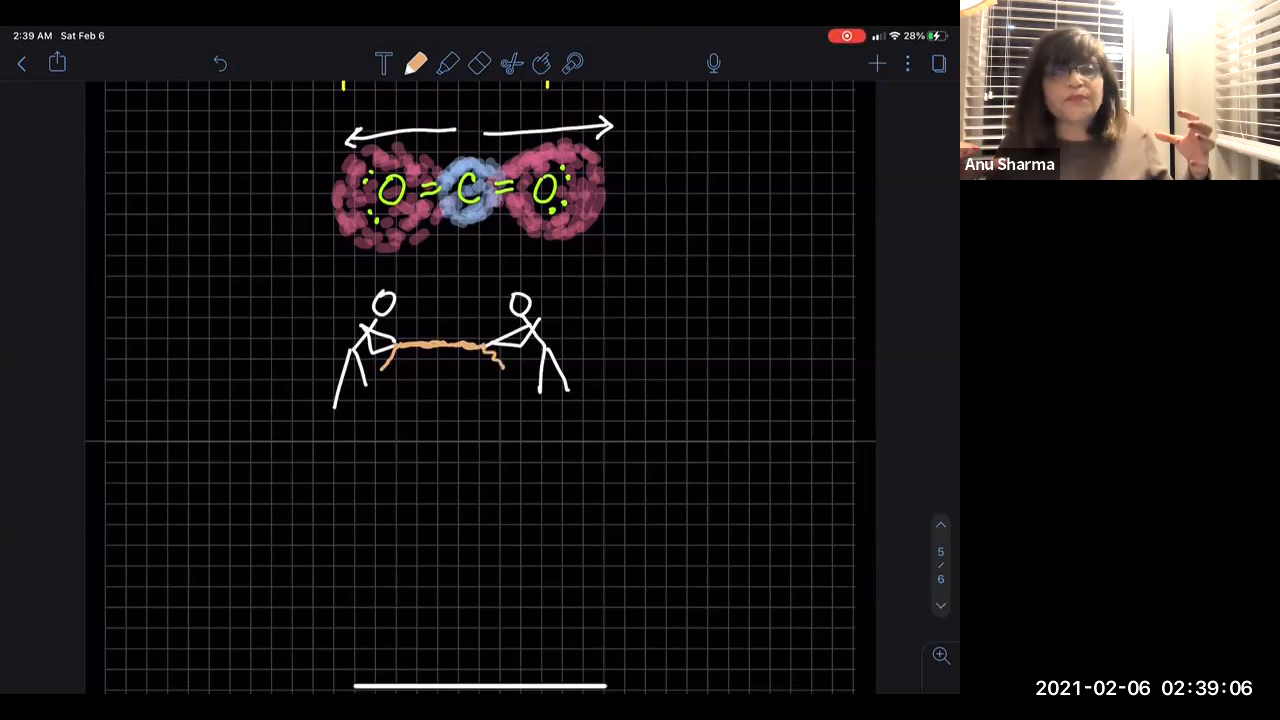 2:39 AM Sat Feb 6
28%
T
O = C = O
5
/
6
Anu Sharma
2021-02-06 02:39:06